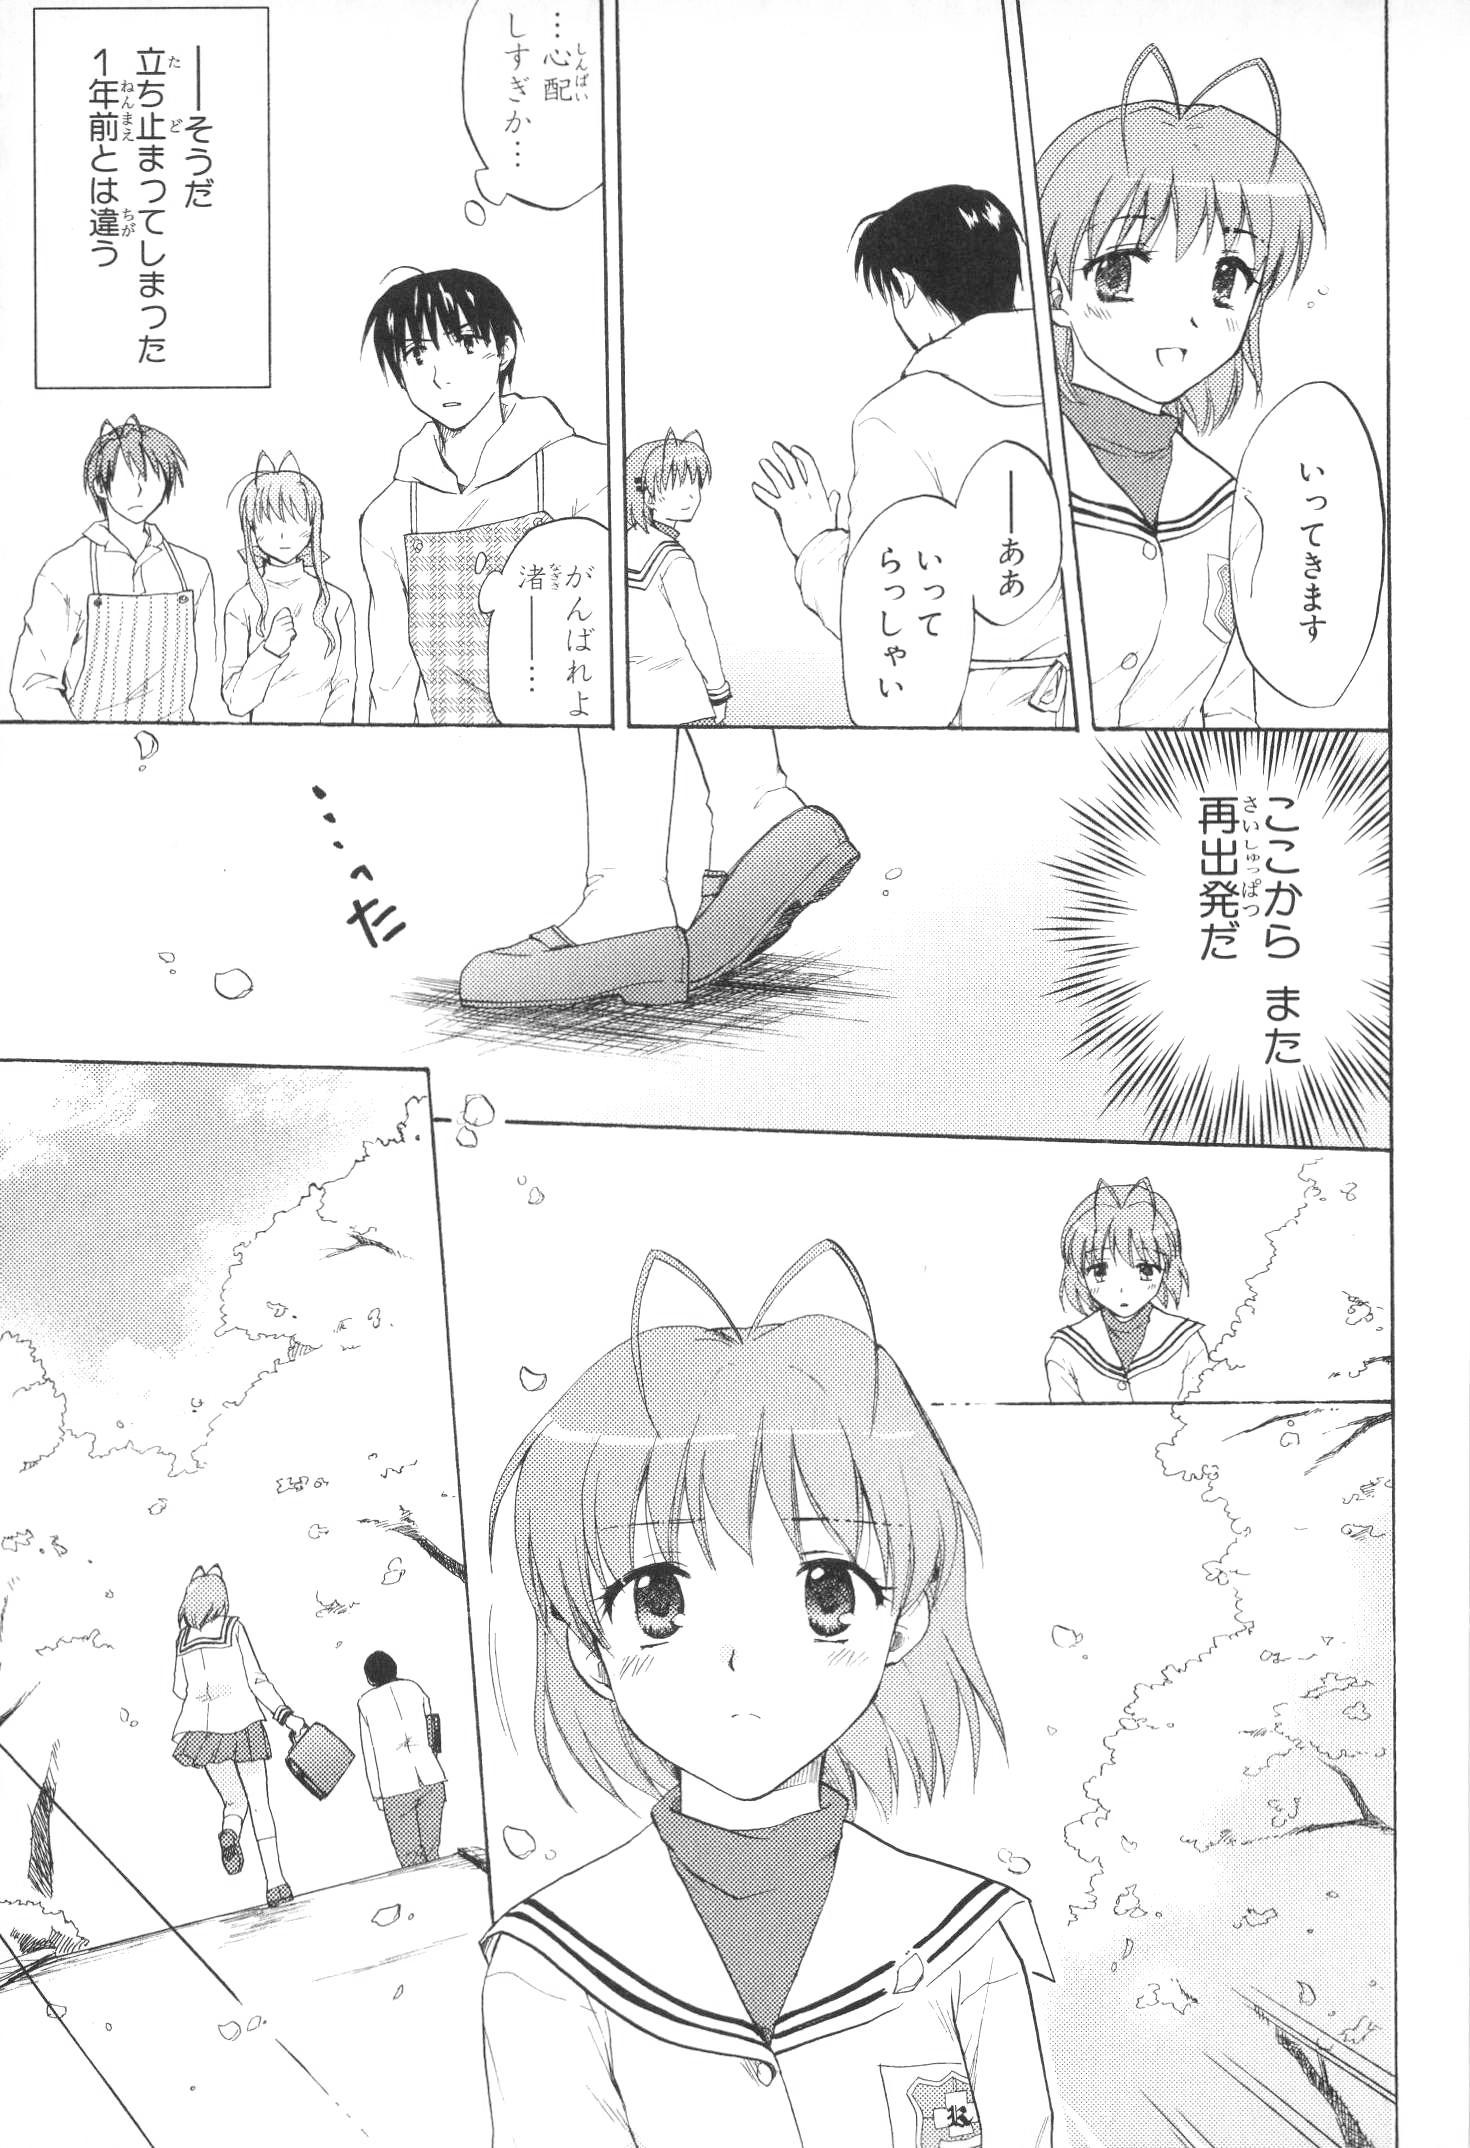 いってきます
――ああ
いって
らっしゃい
…心配
しすぎか…
がんばれよ
渚――…
――そうだ
立ち止まってしまった
1年前とは違う
ここから また
再出発だ
…った
K